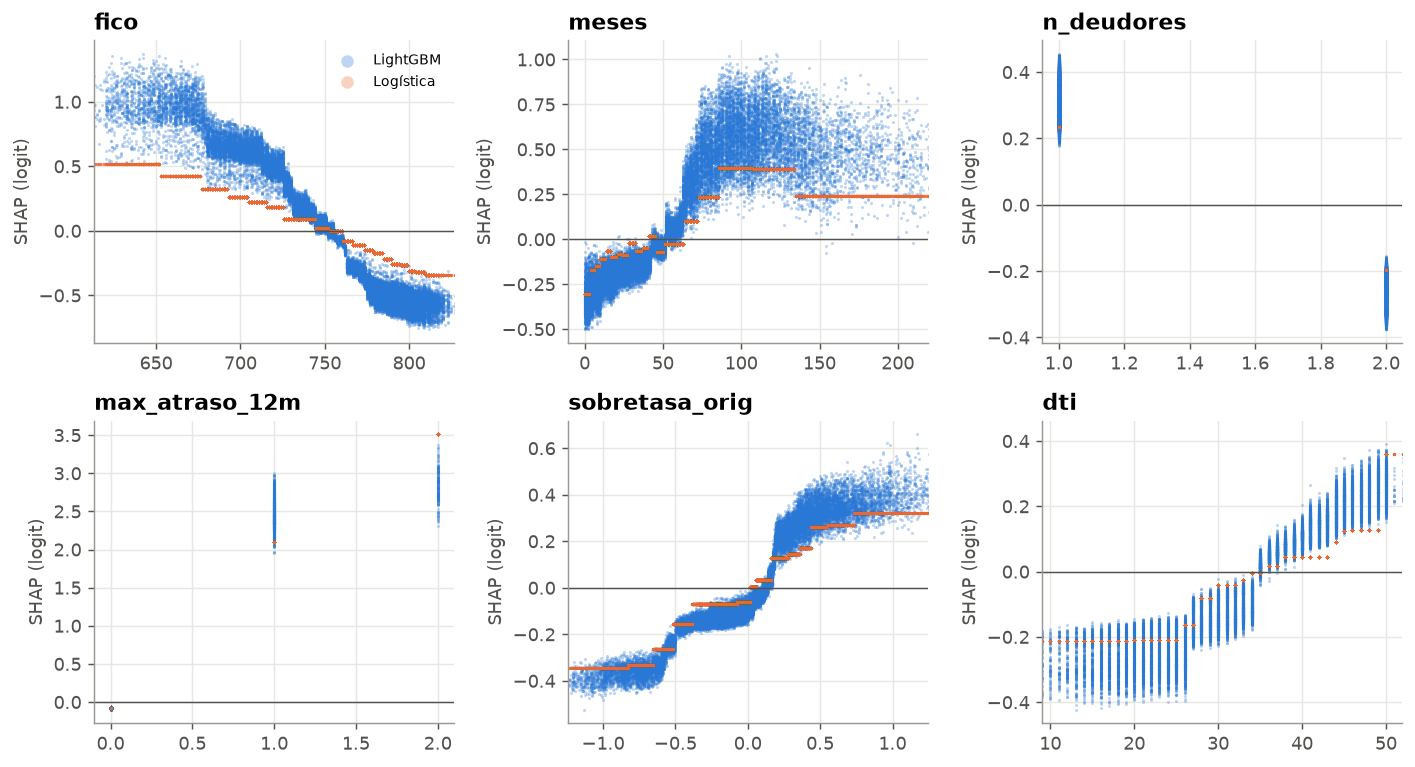 fico
LightGBM
Logística
SHAP (logit)
1.0
0.5
0.0
−0.5
650 700 750 800
meses
SHAP (logit)
1.00
0.75
0.50
0.25
0.00
−0.25
−0.50
0 50 100 150 200
n_deudores
SHAP (logit)
0.4
0.2
0.0
−0.2
−0.4
1.0 1.2 1.4 1.6 1.8 2.0
max_atraso_12m
SHAP (logit)
3.5
3.0
2.5
2.0
1.5
1.0
0.5
0.0
0.0 0.5 1.0 1.5 2.0
sobretasa_orig
SHAP (logit)
0.6
0.4
0.2
0.0
−0.2
−0.4
−1.0 −0.5 0.0 0.5 1.0
dti
SHAP (logit)
0.4
0.2
0.0
−0.2
−0.4
10 20 30 40 50